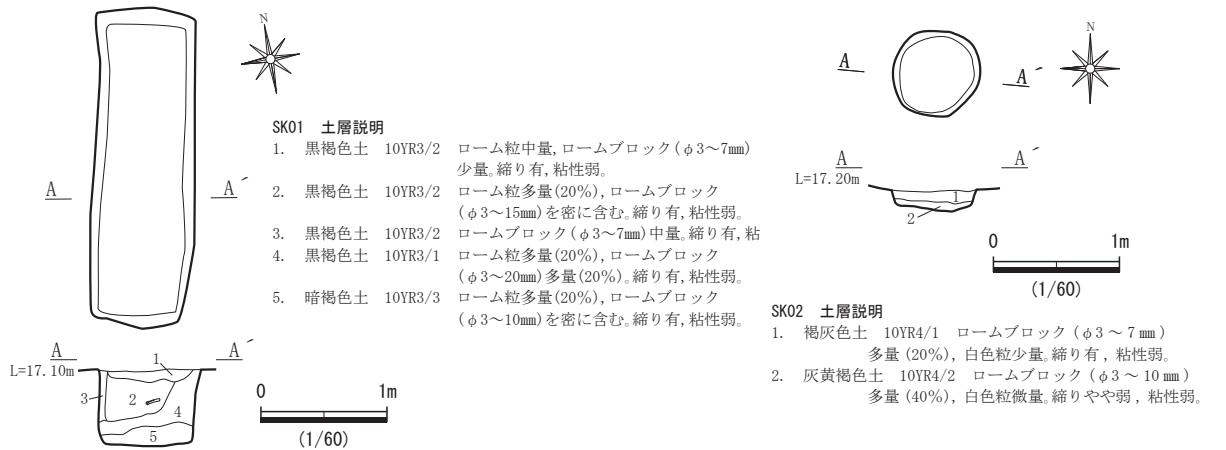 N
A A´
SK01 土層説明
1. 黒褐色土 10YR3/2 ローム粒中量,ロームブロック(φ3～7mm)
少量。締り有,粘性弱。
2. 黒褐色土 10YR3/2 ローム粒多量(20%),ロームブロック
(φ3～15mm)を密に含む。締り有,粘性弱。
3. 黒褐色土 10YR3/2 ロームブロック(φ3～7mm)中量。締り有,粘
4. 黒褐色土 10YR3/1 ローム粒多量(20%),ロームブロック
(φ3～20mm)多量(20%)。締り有,粘性弱。
5. 暗褐色土 10YR3/3 ローム粒多量(20%),ロームブロック
(φ3～10mm)を密に含む。締り有,粘性弱。
A A´
L=17.10m
1
3 2 4
5
0 1m
(1/60)
N
A A´
A A´
L=17.20m
1
2
0 1m
(1/60)
SK02 土層説明
1. 褐灰色土 10YR4/1 ロームブロック(φ3～7mm)
多量(20%),白色粒少量。締り有,粘性弱。
2. 灰黄褐色土 10YR4/2 ロームブロック(φ3～10mm)
多量(40%),白色粒微量。締りやや弱,粘性弱。